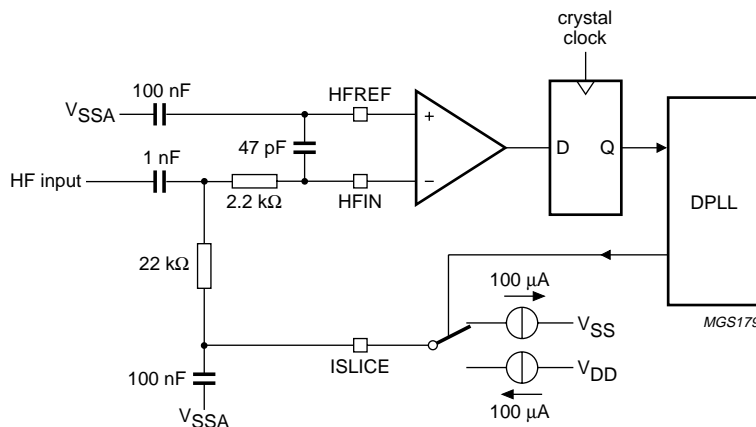 crystal
clock
100 nF
HFREF
VSSA
+
47 pF
D
Q
1 nF
HF input
−
2.2 kΩ
HFIN
DPLL
22 kΩ
100 µA
MGS179
VSS
ISLICE
100 nF
VDD
100 µA
VSSA